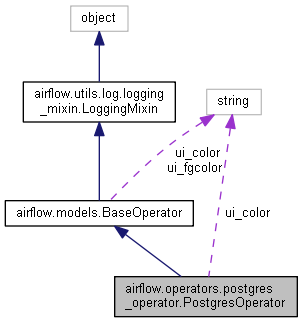 object
airflow.utils.log.logging
_mixin.LoggingMixin
string
ui_color
ui_fgcolor
airflow.models.BaseOperator
ui_color
airflow.operators.postgres
_operator.PostgresOperator